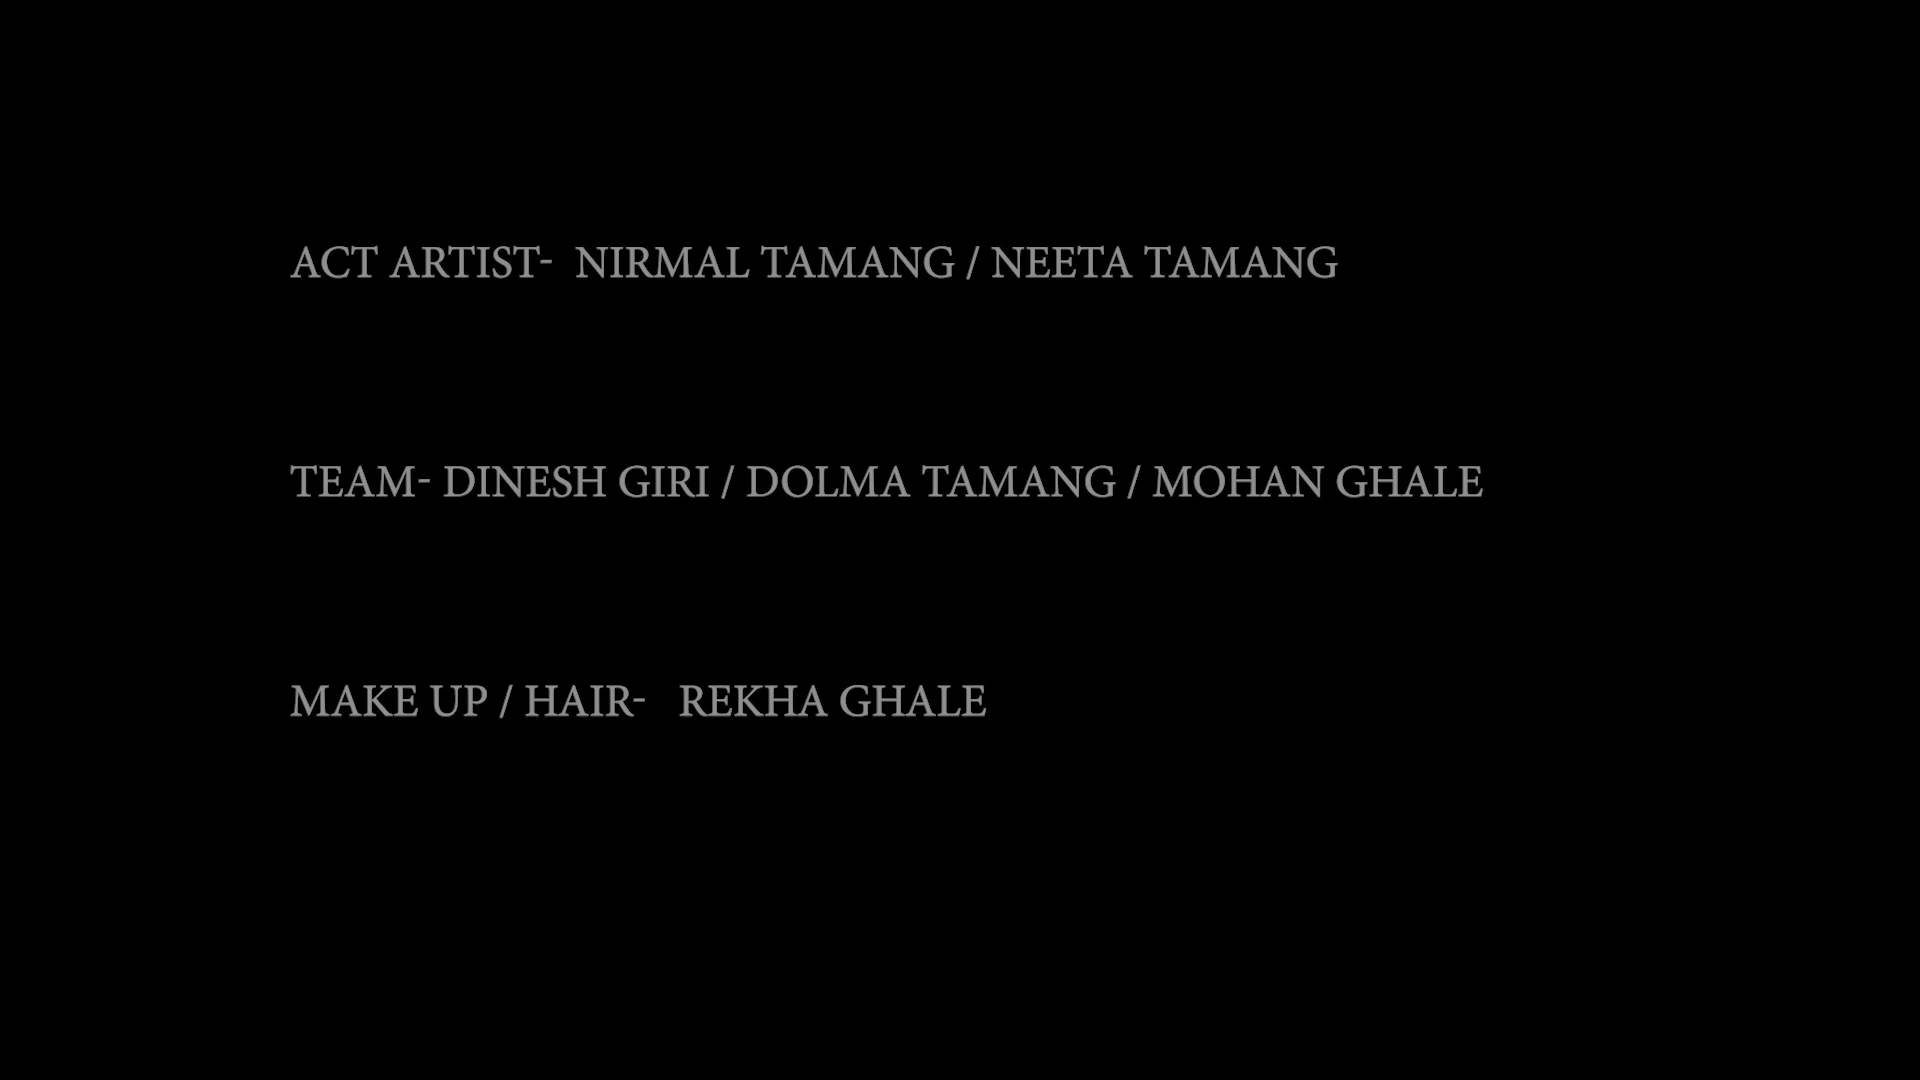 ACT ARTIST- NIRMAL TAMANG / NEETA TAMANG
TEAM- DINESH GIRI / DOLMA TAMANG / MOHAN GHALE
MAKE UP / HAIR- REKHA GHALE